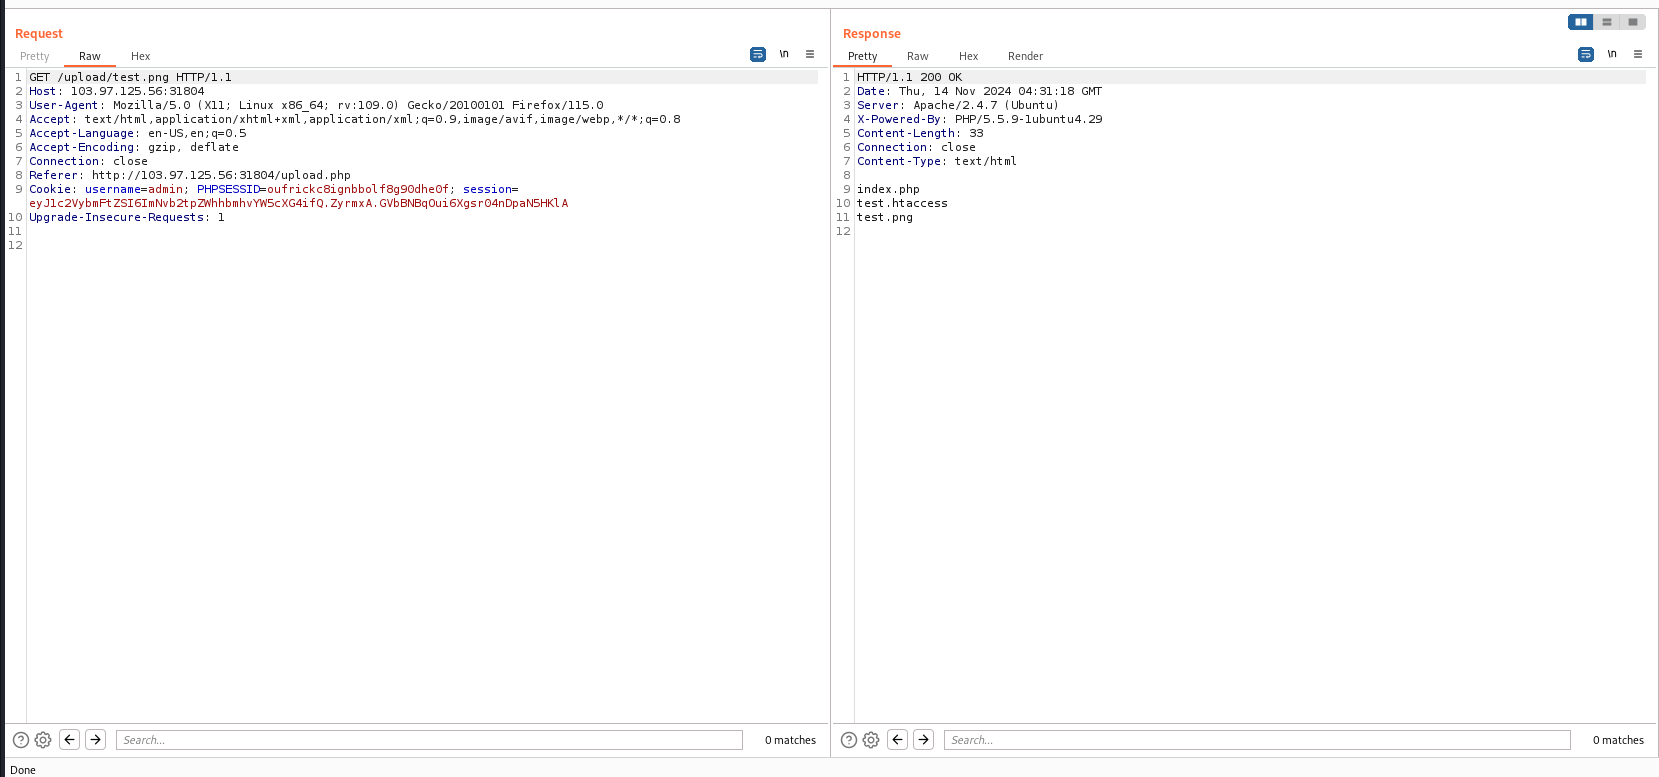 Request
Pretty Raw Hex
\n
1 GET /upload/test.png HTTP/1.1
2 Host: 103.97.125.56:31804
3 User-Agent: Mozilla/5.0 (X11; Linux x86_64; rv:109.0) Gecko/20100101 Firefox/115.0
4 Accept: text/html,application/xhtml+xml,application/xml;q=0.9,image/avif,image/webp,*/*;q=0.8
5 Accept-Language: en-US,en;q=0.5
6 Accept-Encoding: gzip, deflate
7 Connection: close
8 Referer: http://103.97.125.56:31804/upload.php
9 Cookie: username=admin; PHPSESSID=oufrickc8ignbbolf8g90dhe0f; session=
eyJ1c2VybmFtZSI6ImNvb2tpZWhhbmhvYW5cXG4ifQ.ZyrmxA.GVbBNBqOui6Xgsr04nDpaN5HKlA
10 Upgrade-Insecure-Requests: 1
11
12
Search...
0 matches
Response
Pretty Raw Hex Render
\n
1 HTTP/1.1 200 OK
2 Date: Thu, 14 Nov 2024 04:31:18 GMT
3 Server: Apache/2.4.7 (Ubuntu)
4 X-Powered-By: PHP/5.5.9-1ubuntu4.29
5 Content-Length: 33
6 Connection: close
7 Content-Type: text/html
8
9 index.php
10 test.htaccess
11 test.png
12
Search...
0 matches
Done